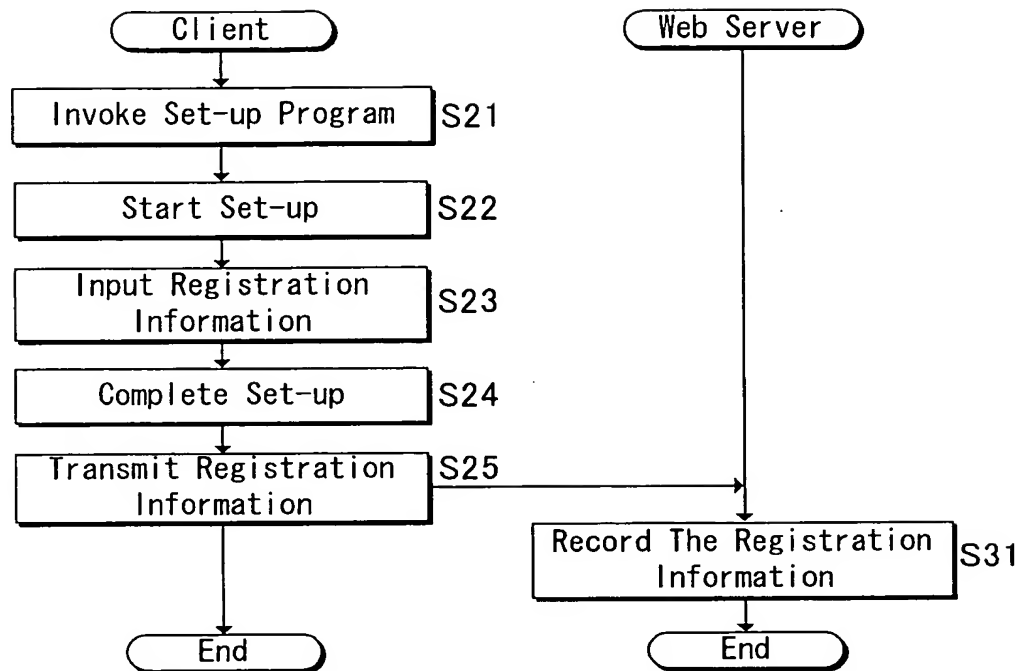 Client
Invoke Set-up Program
S21
Start Set-up
S22
Input Registration
Information
S23
Complete Set-up
S24
Transmit Registration
Information
S25
End
Web Server
Record The Registration
Information
S31
End